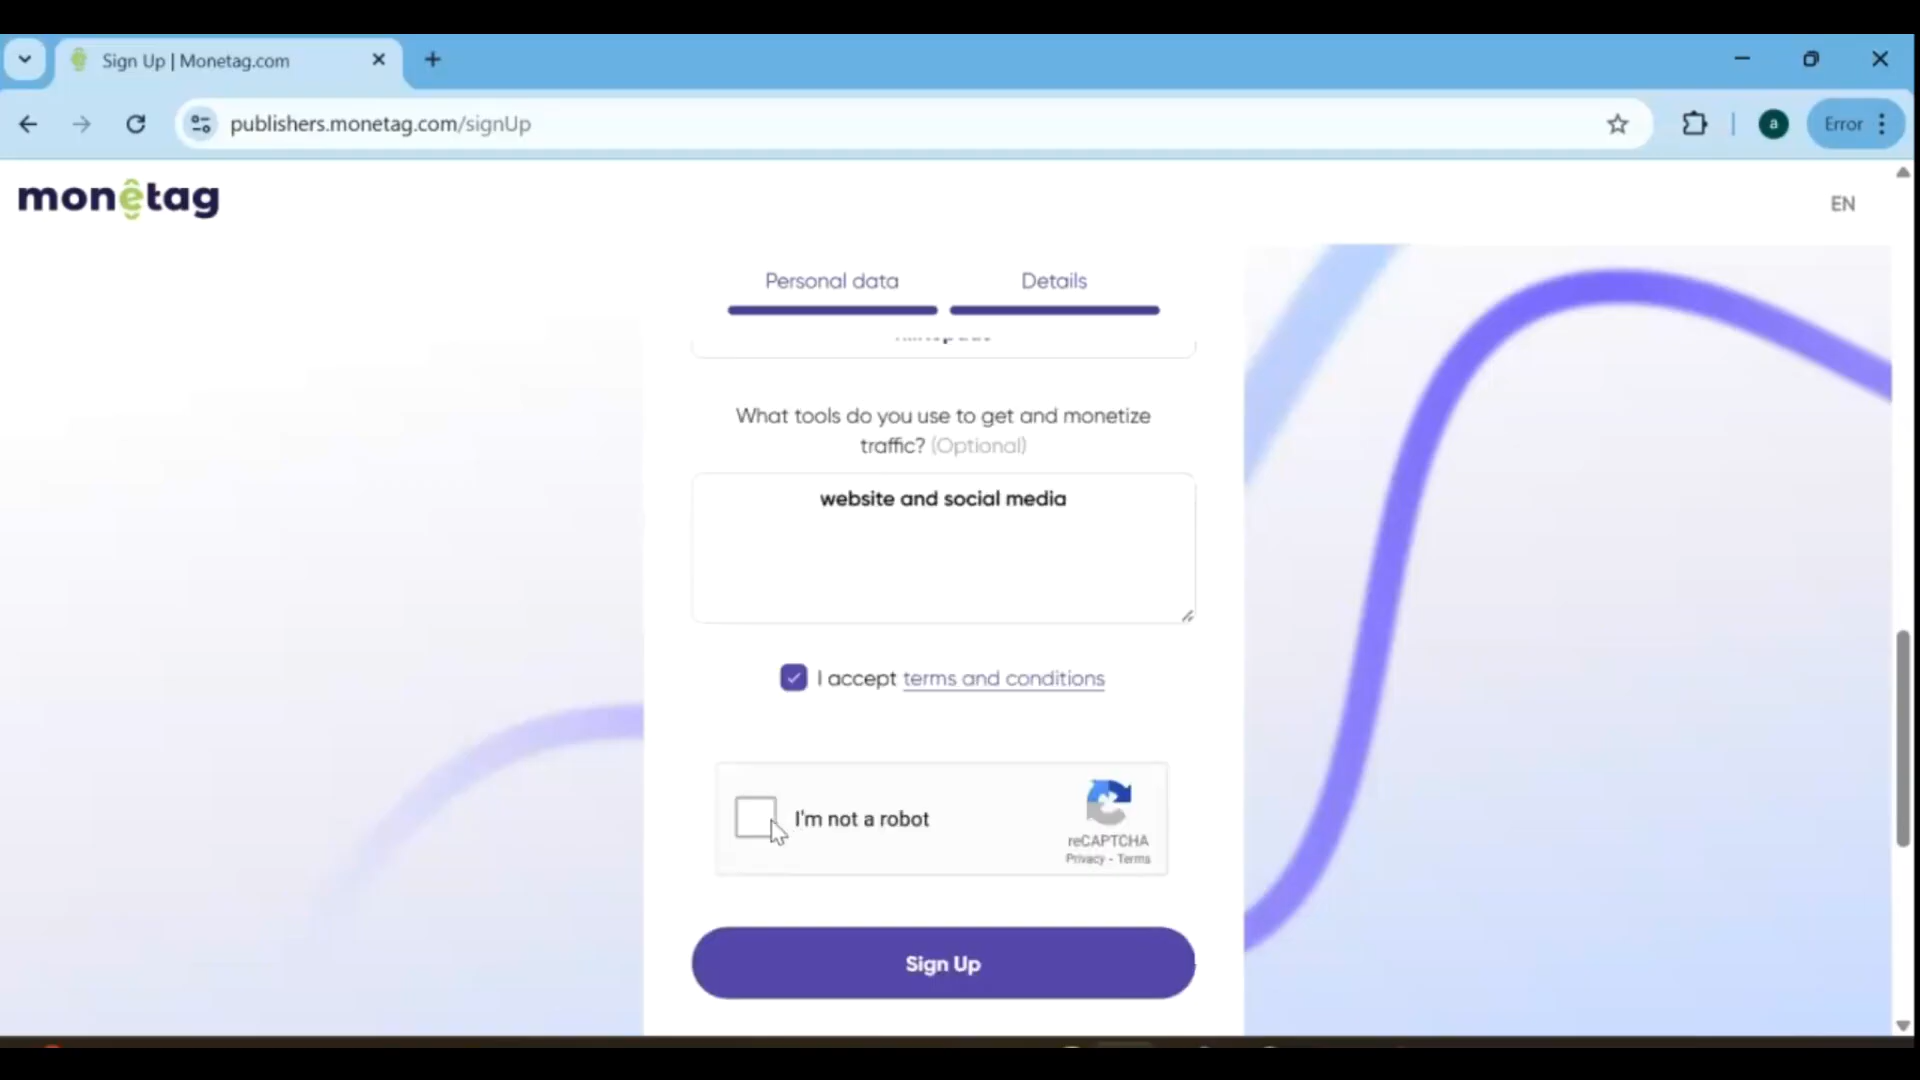 Sign Up | Monetag.com
publishers.monetag.com/signUp
a
Error
monetag
EN
Personal data
Details
What tools do you use to get and monetize
traffic? (Optional)
website and social media
I accept terms and conditions
I'm not a robot
reCAPTCHA
Privacy - Terms
Sign Up